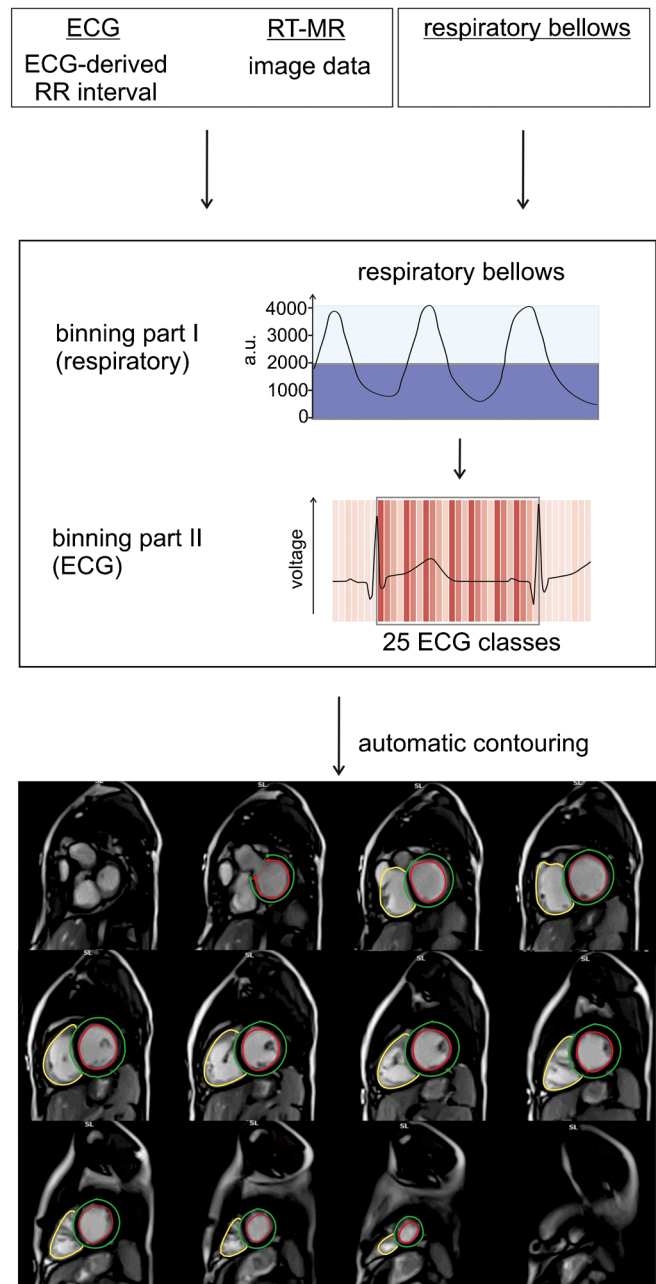 ECG
RT-MR
respiratory bellows
ECG-derived
RR interval
image data
respiratory bellows
binning part I
(respiratory)
a.u.
4000
3000
2000
1000
0
binning part II
(ECG)
voltage
25 ECG classes
automatic contouring
SL
SL
SL
SL
SL
SL
SL
SL
SL
SL
SL